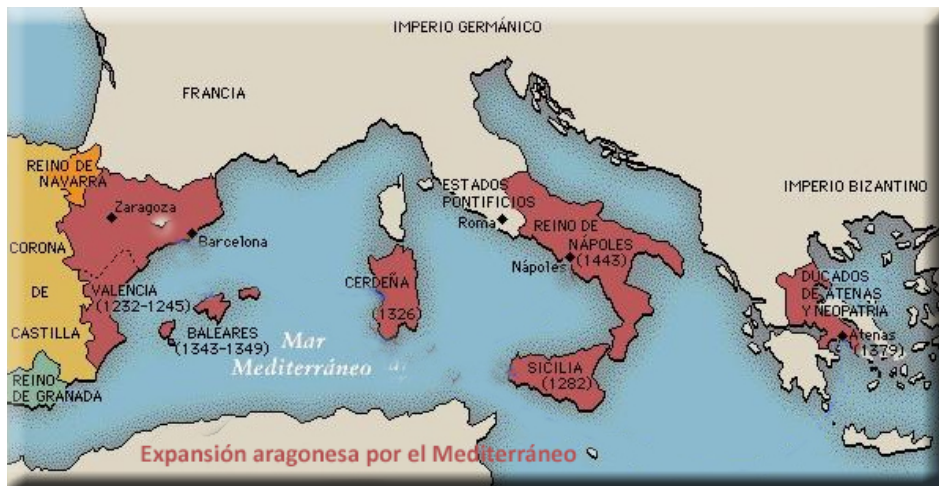 IMPERIO GERMÁNICO
FRANCIA
REINO DE
NAVARRA
Zaragoza
Barcelona
CORONA
DE
CASTILLA
VALENCIA
(1232-1245)
BALEARES
(1343-1349)
REINO
DE GRANADA
Mar
Mediterráneo
CERDEÑA
(1326)
ESTADOS
PONTIFICIOS
Roma
REINO DE
NÁPOLES
(1443)
Nápoles
SICILIA
(1282)
IMPERIO BIZANTINO
DUCADOS
DE ATENAS
Y NEOPATRÍA
Atenas
(1379)
Expansión aragonesa por el Mediterráneo